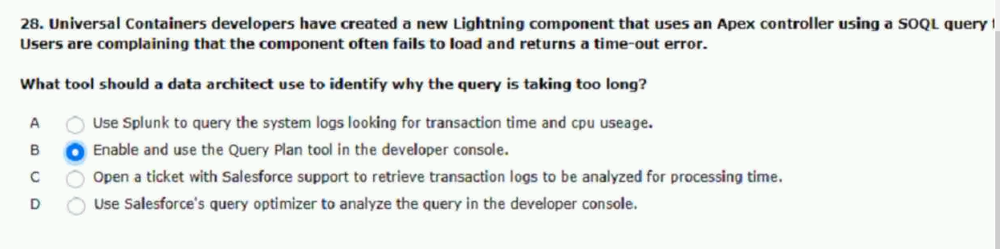 28. Universal Containers developers have created a new Lightning component that uses an Apex controller using a SOQL query
Users are complaining that the component often fails to load and returns a time-out error.
What tool should a data architect use to identify why the query is taking too long?
A Use Splunk to query the system logs looking for transaction time and cpu useage.
B Enable and use the Query Plan tool in the developer console.
C Open a ticket with Salesforce support to retrieve transaction logs to be analyzed for processing time.
D Use Salesforce's query optimizer to analyze the query in the developer console.